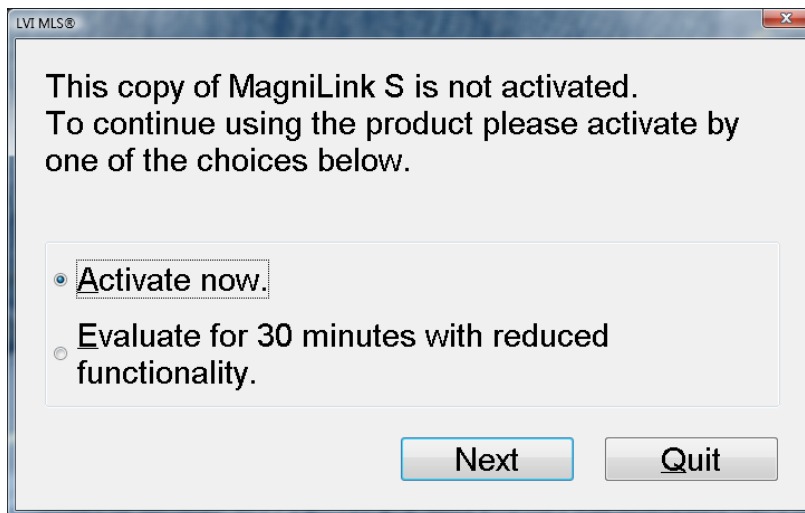 LVI MLS®
This copy of MagniLink S is not activated.
To continue using the product please activate by
one of the choices below.
Activate now.
Evaluate for 30 minutes with reduced
functionality.
Next Quit